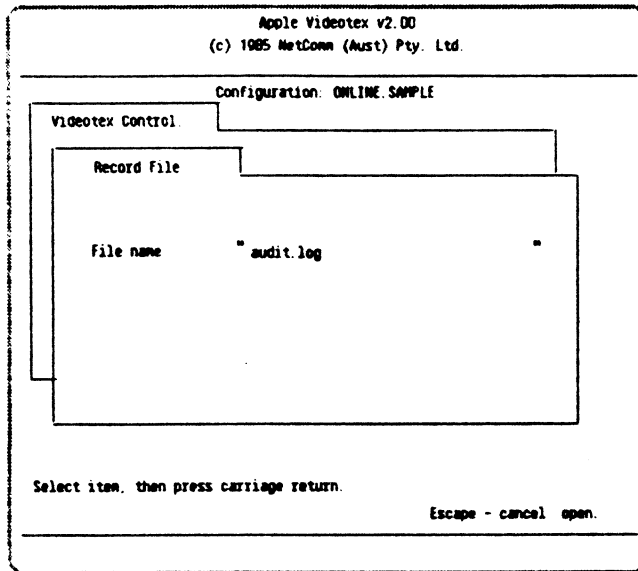 Apple Videotex v2.00
(c) 1985 NetComm (Aust) Pty. Ltd.
Configuration: ONLINE.SAMPLE
Videotex Control.
Record File
File name " audit.log "
Select item, then press carriage return.
Escape - cancel open.